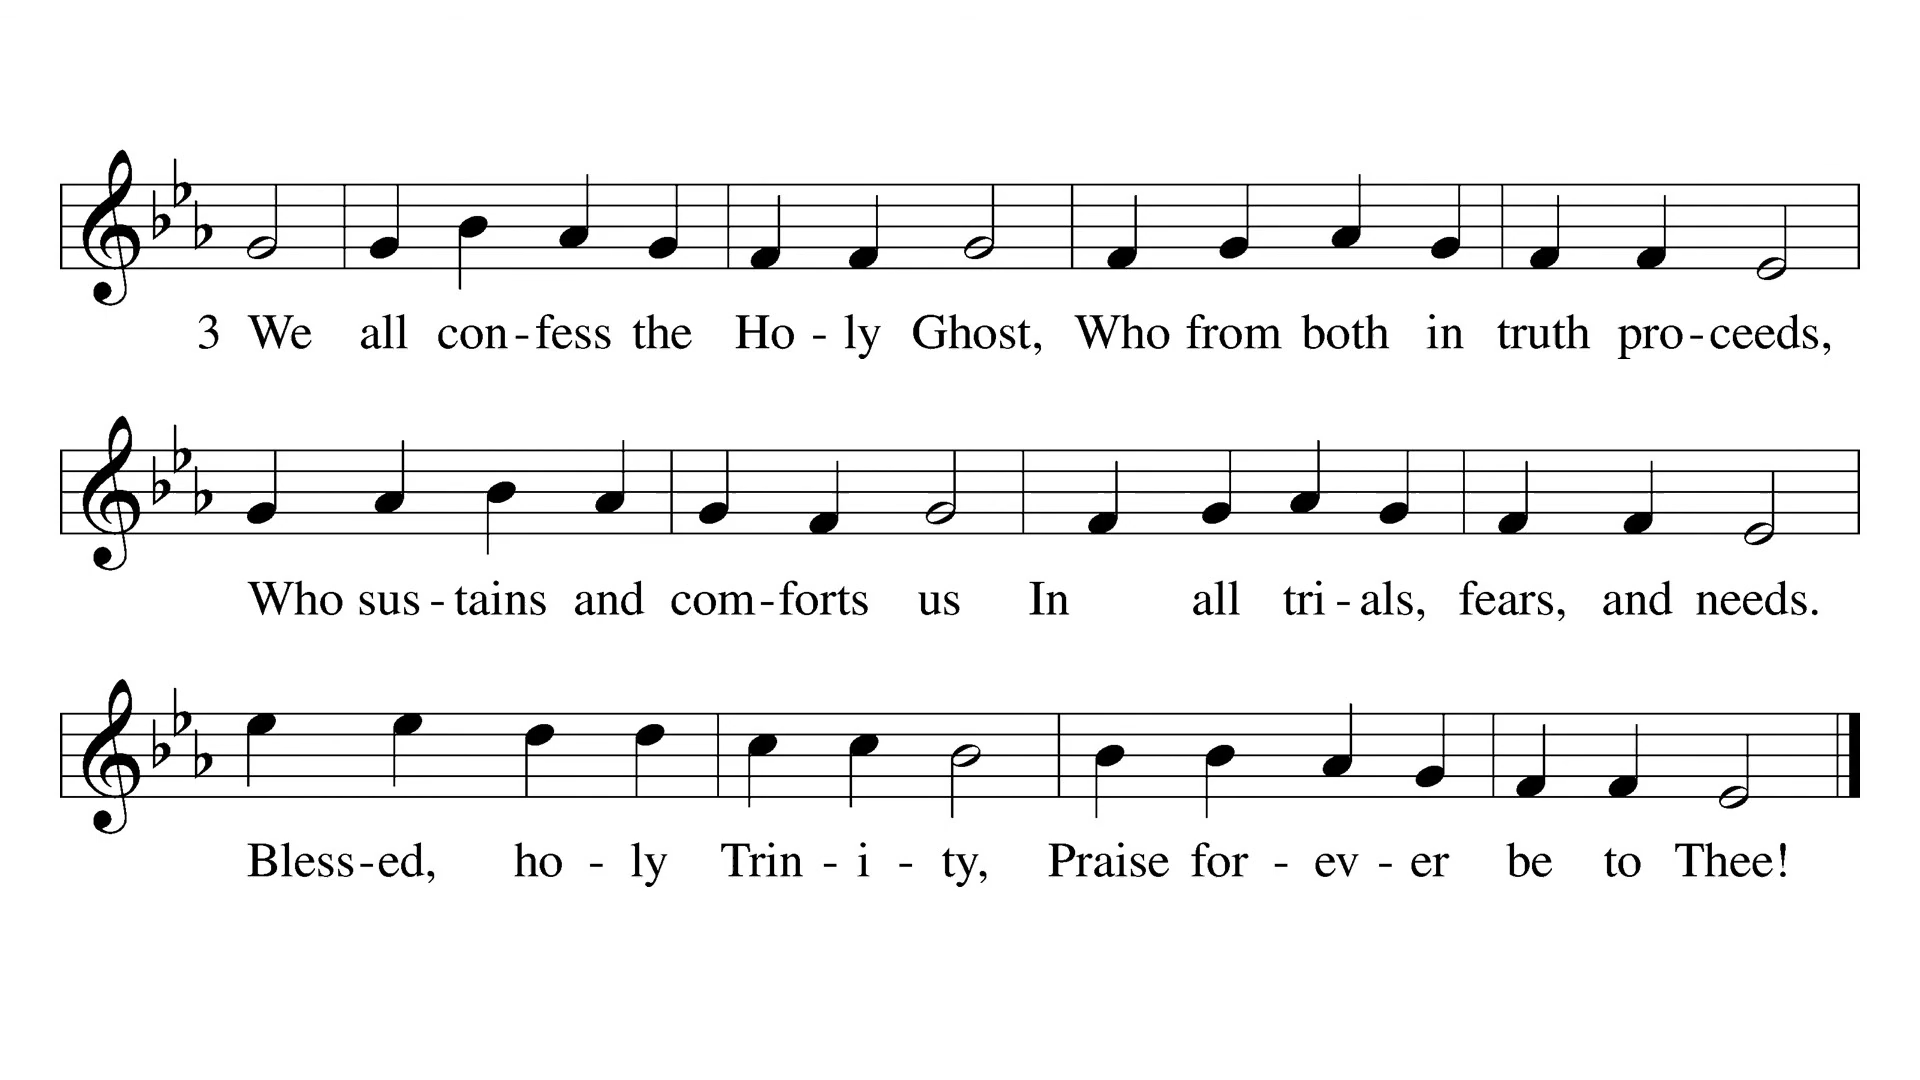 3 We all con-fess the Ho - ly Ghost, Who from both in truth pro-ceeds,
Who sus-tains and com-forts us In all tri-als, fears, and needs.
Bless-ed, ho - ly Trin - i - ty, Praise for - ev - er be to Thee!